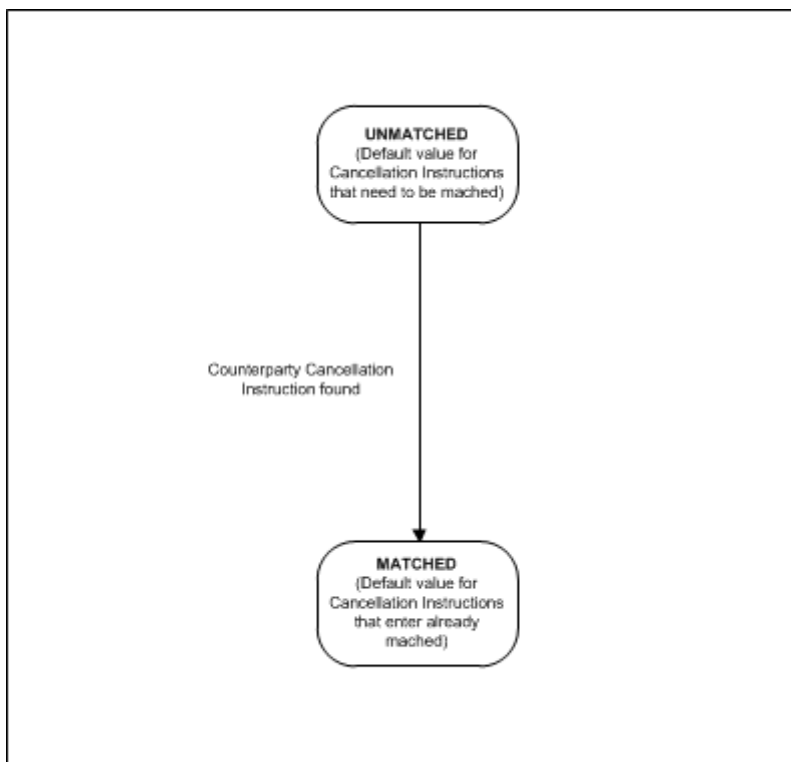 UNMATCHED
(Default value for
Cancellation Instructions
that need to be mached)
Counterparty Cancellation
Instruction found
MATCHED
(Default value for
Cancellation Instructions
that enter already
mached)